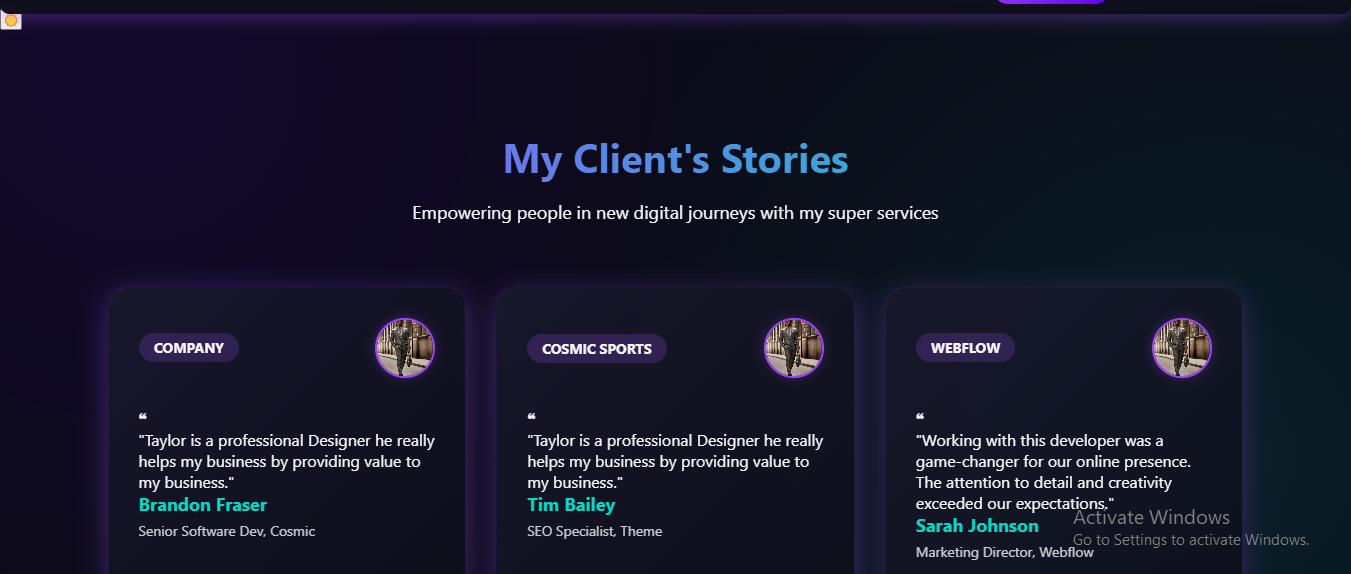 My Client's Stories
Empowering people in new digital journeys with my super services
COMPANY
❝
"Taylor is a professional Designer he really
helps my business by providing value to
my business."
Brandon Fraser
Senior Software Dev, Cosmic
COSMIC SPORTS
❝
"Taylor is a professional Designer he really
helps my business by providing value to
my business."
Tim Bailey
SEO Specialist, Theme
WEBFLOW
❝
"Working with this developer was a
game-changer for our online presence.
The attention to detail and creativity
exceeded our expectations."
Sarah Johnson
Marketing Director, Webflow
Activate Windows
Go to Settings to activate Windows.